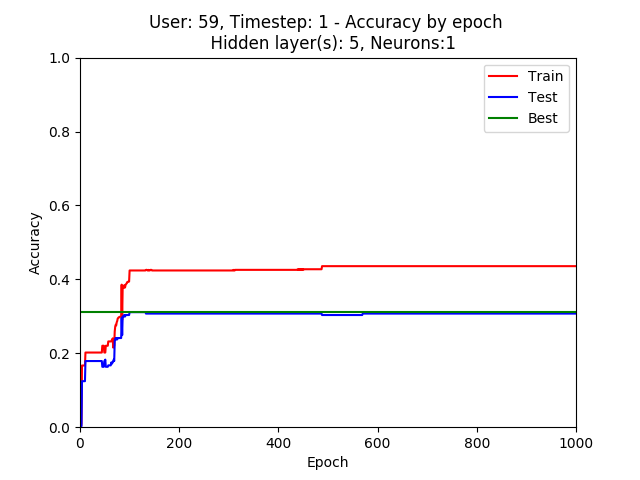 User: 59, Timestep: 1 - Accuracy by epoch
Hidden layer(s): 5, Neurons:1
1.0
0.8
0.6
0.4
0.2
0.0
Accuracy
Train
Test
Best
0
200
400
600
800
1000
Epoch